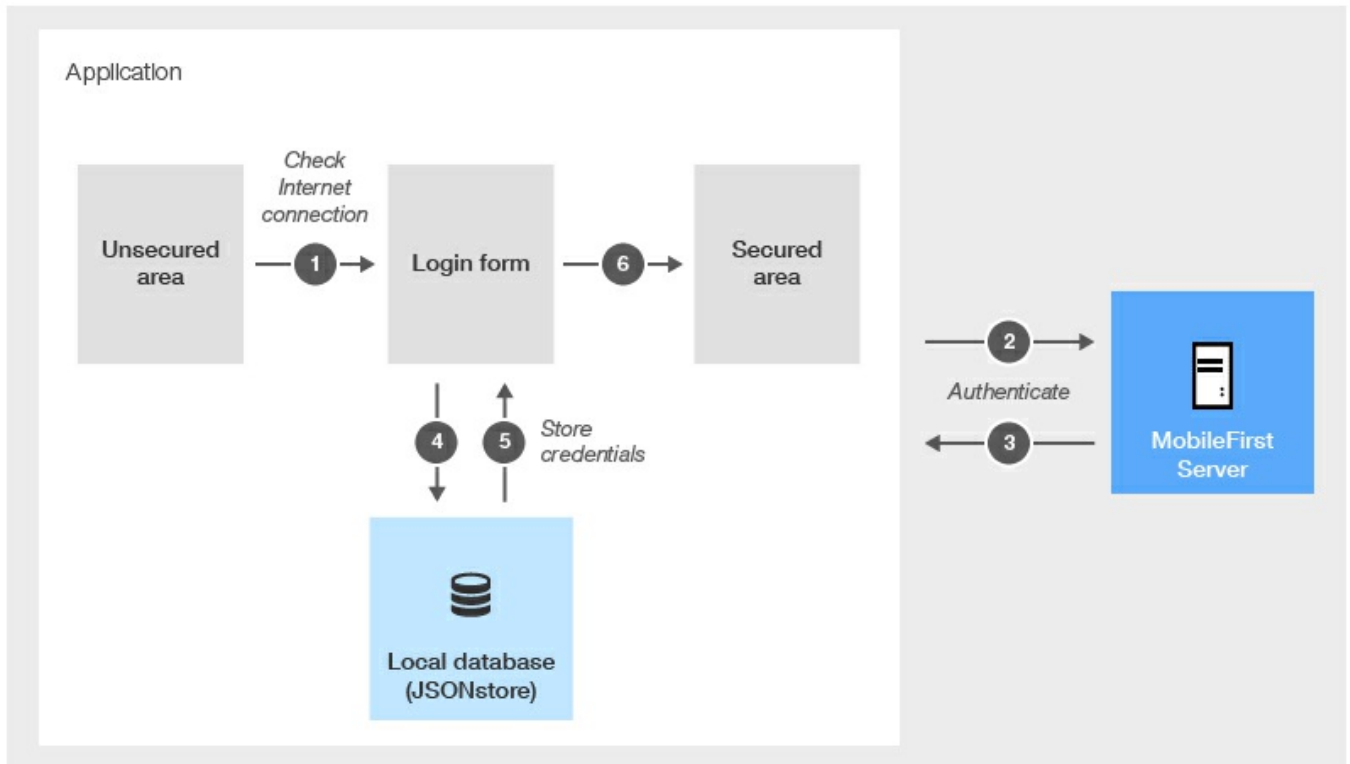 Application
Check
Internet
connection
Unsecured
area
1
Login form
6
Secured
area
2
Authenticate
3
MobileFirst
Server
4
5
Store
credentials
Local database
(JSONstore)